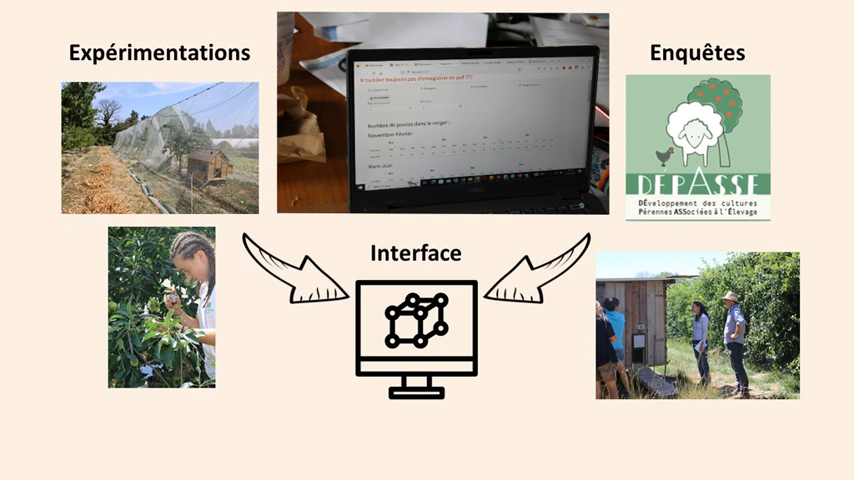 Expérimentations
N'oubliez toujours pas d'enregistrer en pdf !!!
Nombre de poules dans le verger :
Novembre-Février
Mars-Juin
Enquêtes
DÉPASSE
DÉveloppement des cultures
Pérennes ASSociées à l'Élevage
Interface